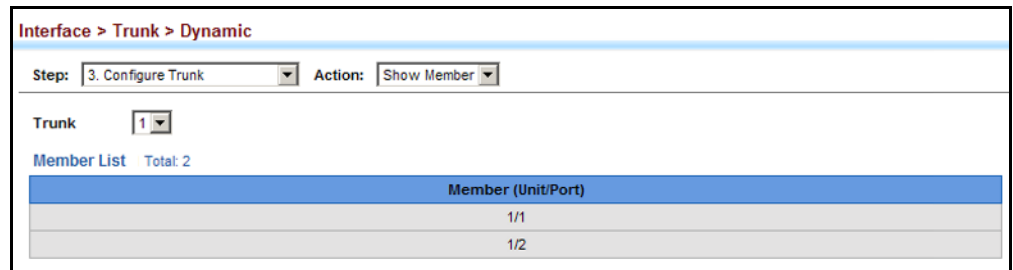 Interface > Trunk > Dynamic
Step: 3. Configure Trunk Action: Show Member
Trunk 1
Member List Total: 2
Member (Unit/Port)
1/1
1/2